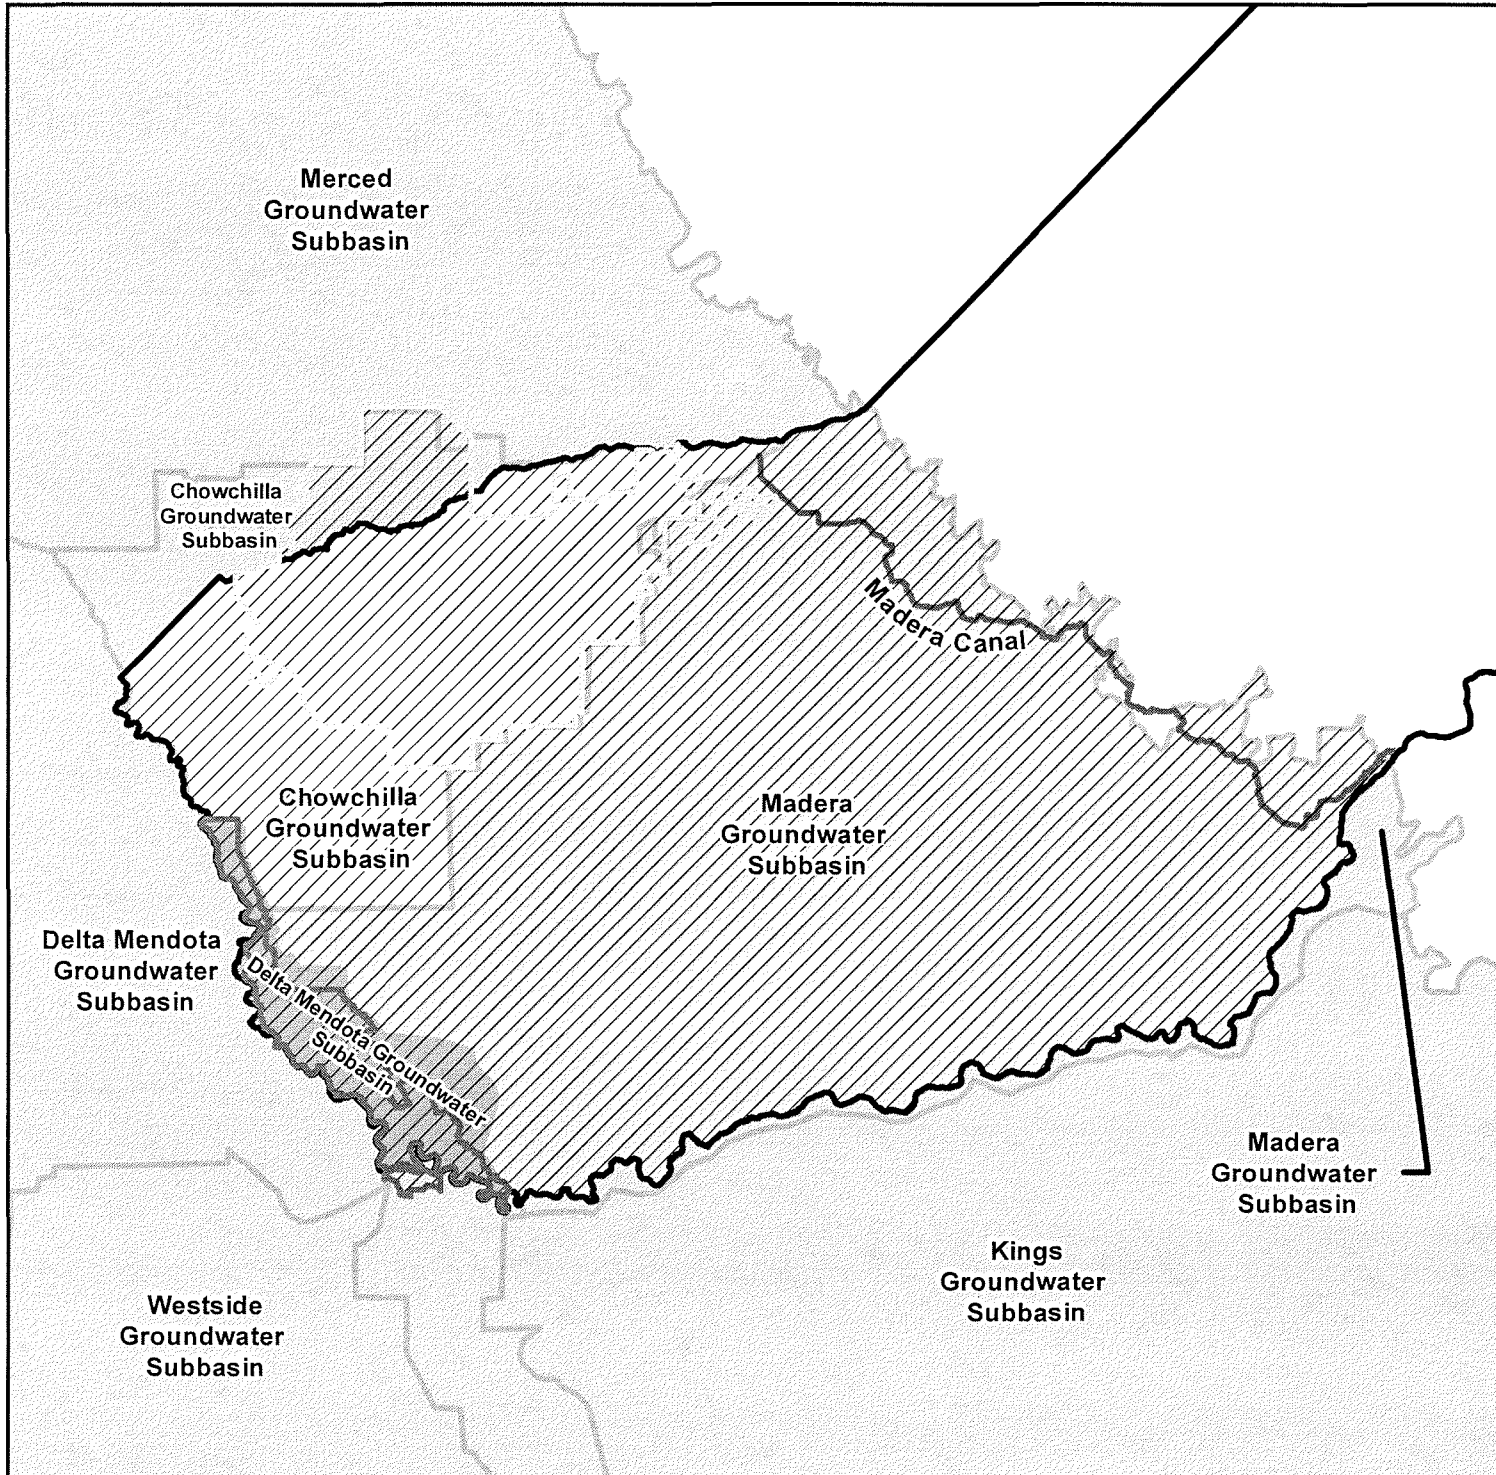 Merced
Groundwater
Subbasin
Chowchilla
Groundwater
Subbasin
Madera Canal
Chowchilla
Groundwater
Subbasin
Madera
Groundwater
Subbasin
Delta Mendota
Groundwater
Subbasin
Delta Mendota Groundwater
Subbasin
Madera
Groundwater
Subbasin
Kings
Groundwater
Subbasin
Westside
Groundwater
Subbasin